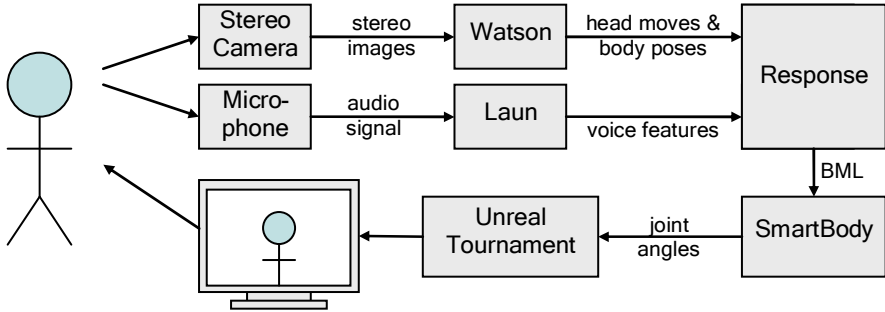 Stereo
Camera
stereo
images
Watson
head moves &
body poses
Response
Micro-
phone
audio
signal
Laun
voice features
BML
Unreal
Tournament
joint
angles
SmartBody